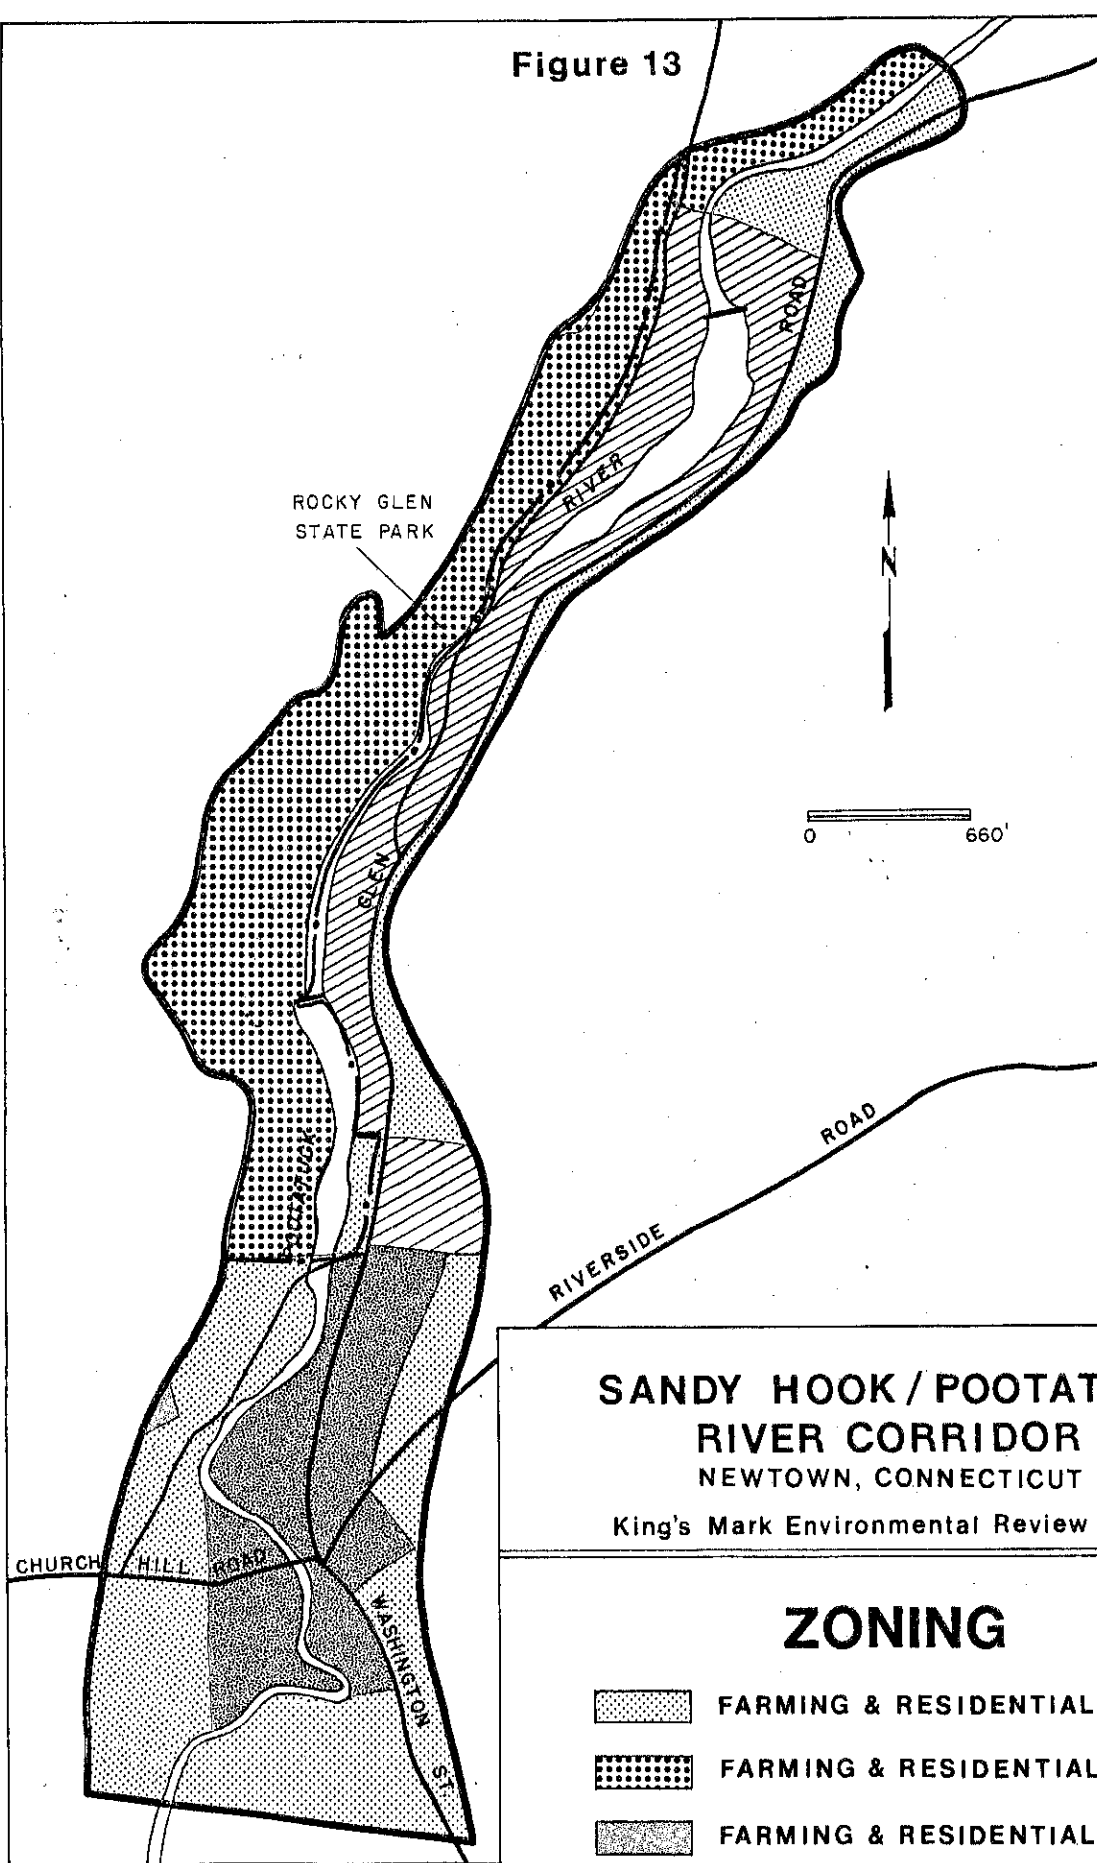 Figure 13
ROAD
RIVER
ROCKY GLEN
STATE PARK
N
0 660'
GLEN
ROAD
RIVERSIDE
SANDY HOOK / POOTAT
RIVER CORRIDOR
NEWTOWN, CONNECTICUT
King's Mark Environmental Review
CHURCH HILL ROAD
WASHINGTON ST
ZONING
FARMING & RESIDENTIAL
FARMING & RESIDENTIAL
FARMING & RESIDENTIAL